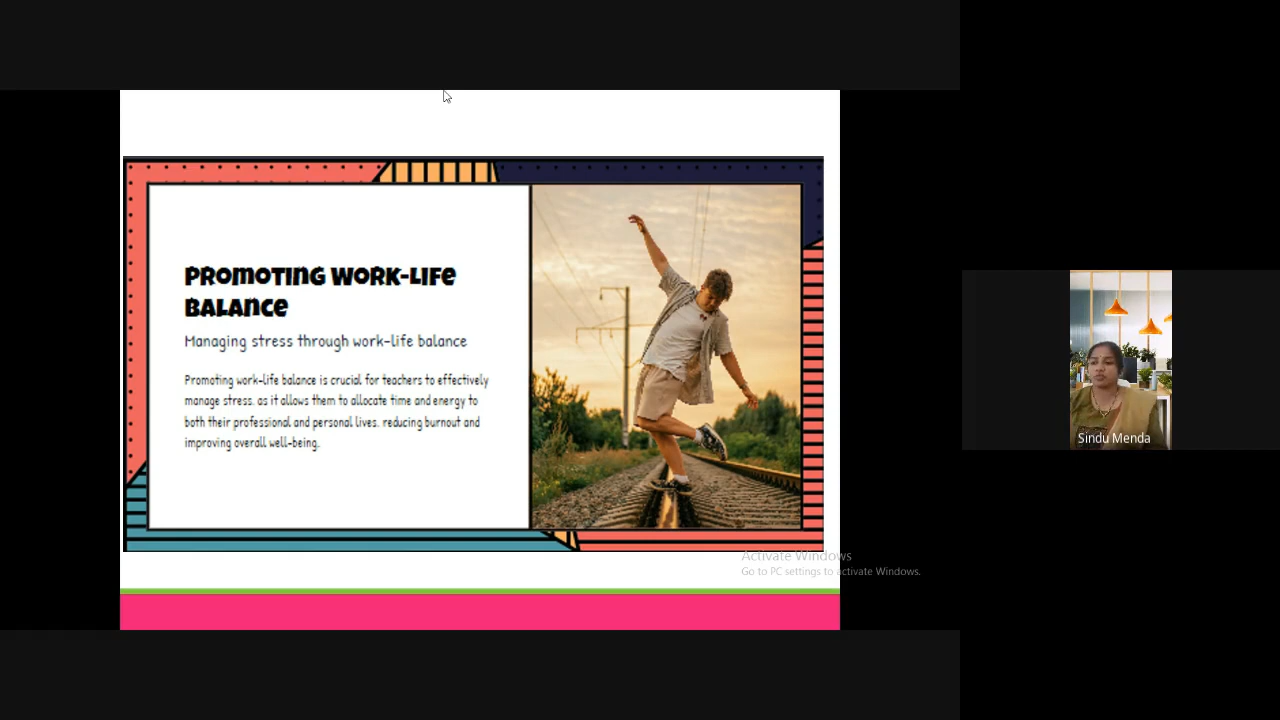 PROMOTING WORK-LIFE
BALANCE
Managing stress through work-life balance
Promoting work-life balance is crucial for teachers to effectively
manage stress. as it allows them to allocate time and energy to
both their professional and personal lives. reducing burnout and
improving overall well-being.
Sindu Menda
Activate Windows
Go to PC settings to activate Windows.